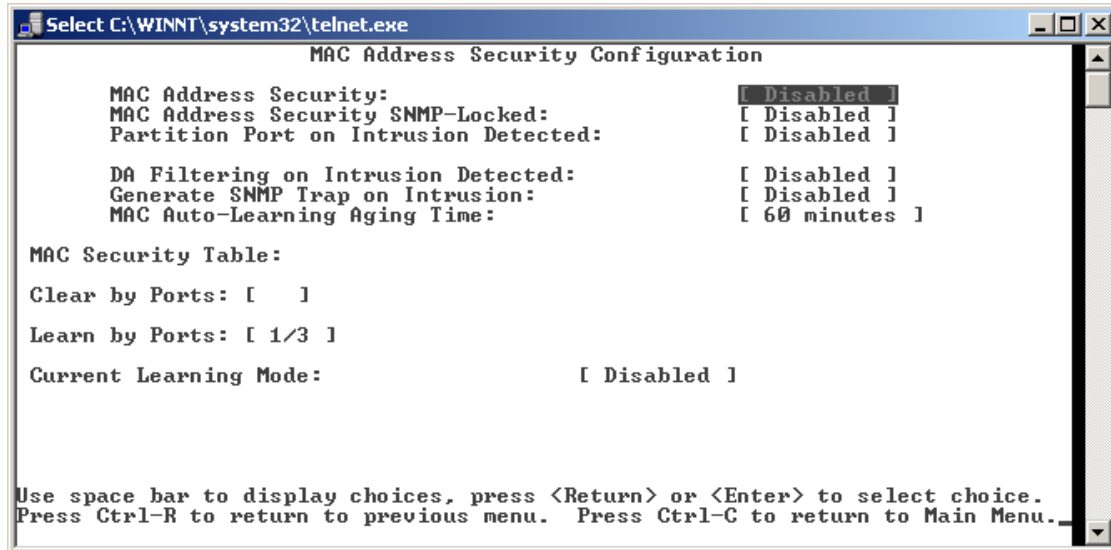 Select C:\WINNT\system32\telnet.exe
MAC Address Security Configuration
MAC Address Security: [ Disabled ]
MAC Address Security SNMP-Locked: [ Disabled ]
Partition Port on Intrusion Detected: [ Disabled ]
DA Filtering on Intrusion Detected: [ Disabled ]
Generate SNMP Trap on Intrusion: [ Disabled ]
MAC Auto-Learning Aging Time: [ 60 minutes ]
MAC Security Table:
Clear by Ports: [ ]
Learn by Ports: [ 1/3 ]
Current Learning Mode: [ Disabled ]
Use space bar to display choices, press <Return> or <Enter> to select choice.
Press Ctrl-R to return to previous menu. Press Ctrl-C to return to Main Menu._